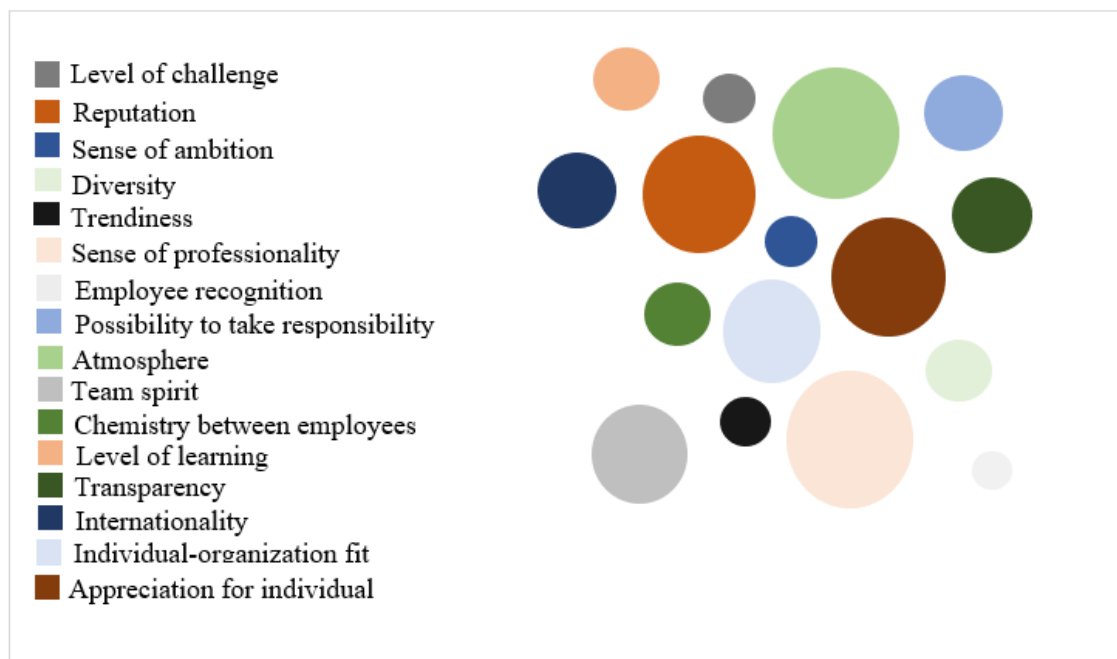 Level of challenge
Reputation
Sense of ambition
Diversity
Trendiness
Sense of professionality
Employee recognition
Possibility to take responsibility
Atmosphere
Team spirit
Chemistry between employees
Level of learning
Transparency
Internationality
Individual-organization fit
Appreciation for individual